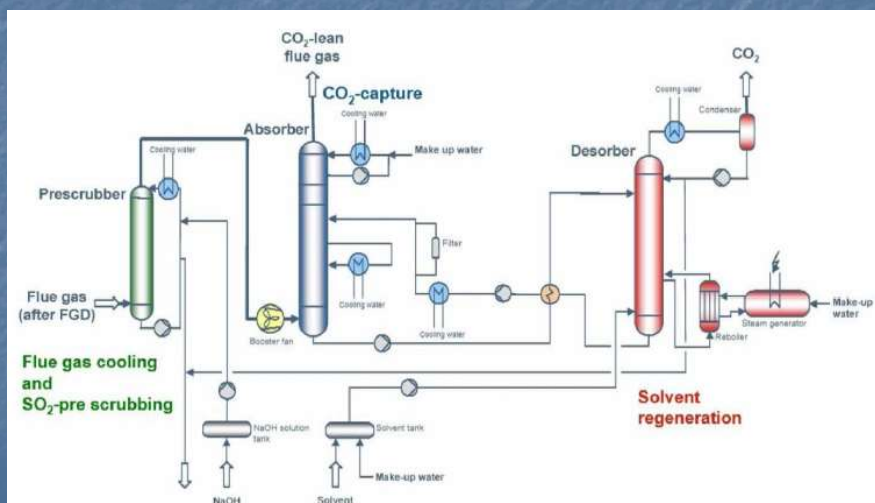 CO2-lean
flue gas
CO2
CO2-capture
Cooling water
Condenser
Absorber
Cooling water
Make up water
Desorber
Cooling water
Prescrubber
Filter
Flue gas
(after FGD)
Cooling water
Cooling water
Booster fan
Reboiler
Steam generator
Make-up
water
Flue gas cooling
and
SO2-pre scrubbing
Solvent
regeneration
NaOH solution
tank
Solvent tank
Make-up water
NaOH
Solvent